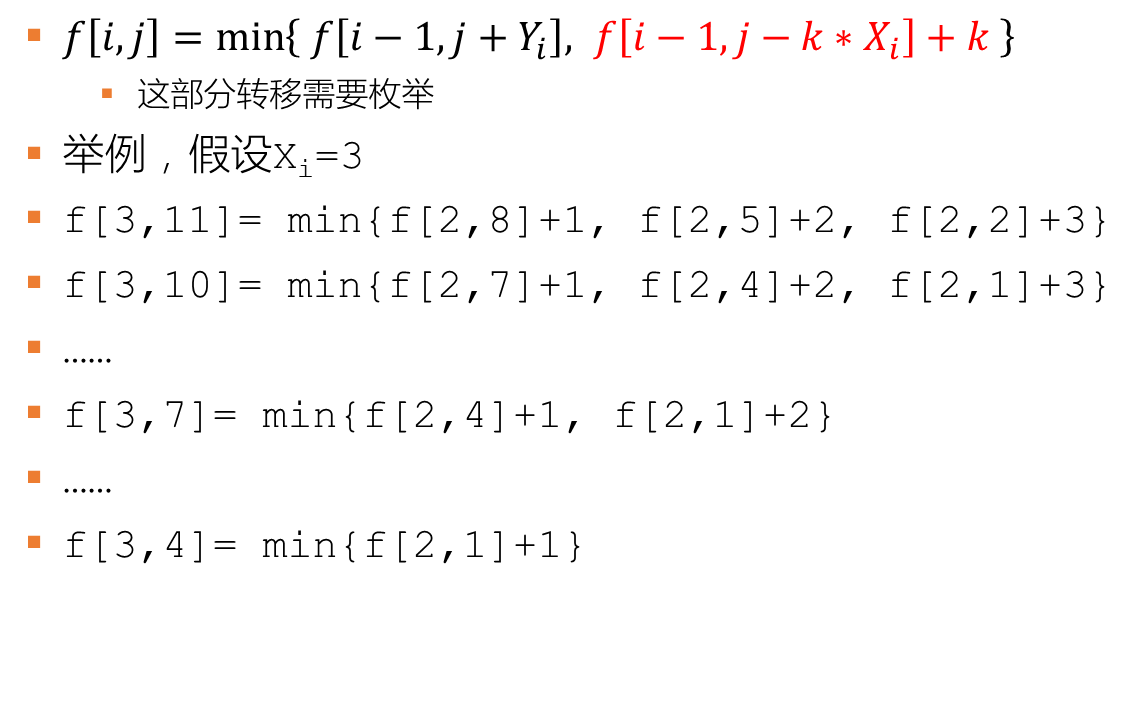 f[i,j] = min{ f[i − 1,j + Yᵢ], f[i − 1,j − k ∗ Xᵢ] + k }
这部分转移需要枚举
举例，假设Xᵢ=3
f[3,11]= min{f[2,8]+1, f[2,5]+2, f[2,2]+3}
f[3,10]= min{f[2,7]+1, f[2,4]+2, f[2,1]+3}
……
f[3,7]= min{f[2,4]+1, f[2,1]+2}
……
f[3,4]= min{f[2,1]+1}